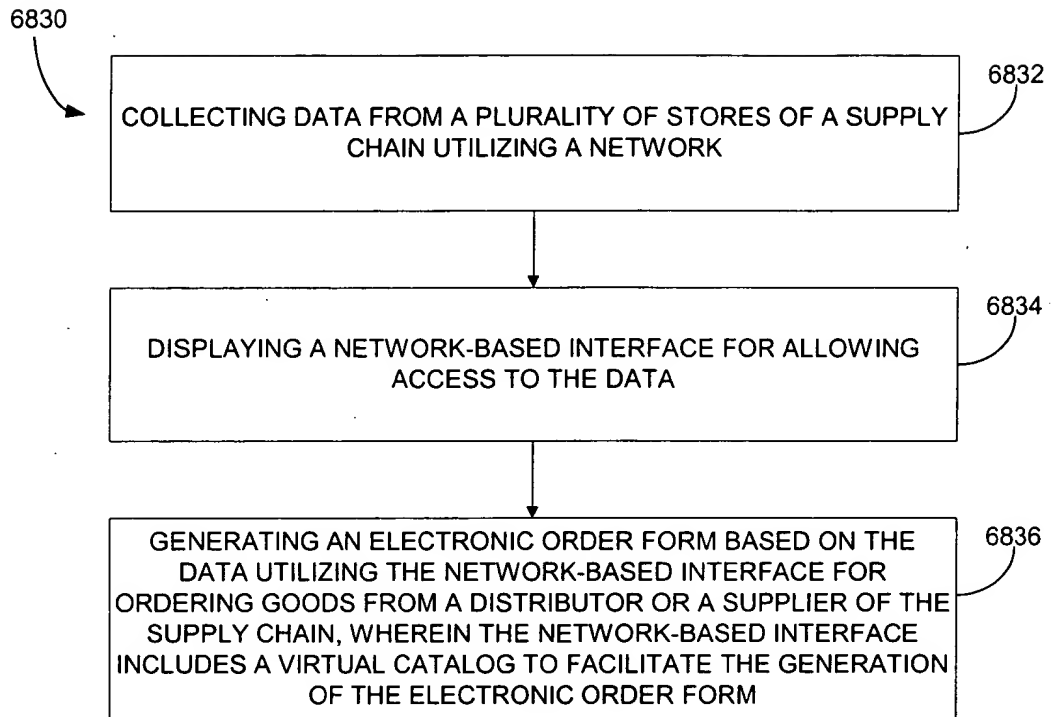 6830
6832
COLLECTING DATA FROM A PLURALITY OF STORES OF A SUPPLY
CHAIN UTILIZING A NETWORK
6834
DISPLAYING A NETWORK-BASED INTERFACE FOR ALLOWING
ACCESS TO THE DATA
6836
GENERATING AN ELECTRONIC ORDER FORM BASED ON THE
DATA UTILIZING THE NETWORK-BASED INTERFACE FOR
ORDERING GOODS FROM A DISTRIBUTOR OR A SUPPLIER OF THE
SUPPLY CHAIN, WHEREIN THE NETWORK-BASED INTERFACE
INCLUDES A VIRTUAL CATALOG TO FACILITATE THE GENERATION
OF THE ELECTRONIC ORDER FORM